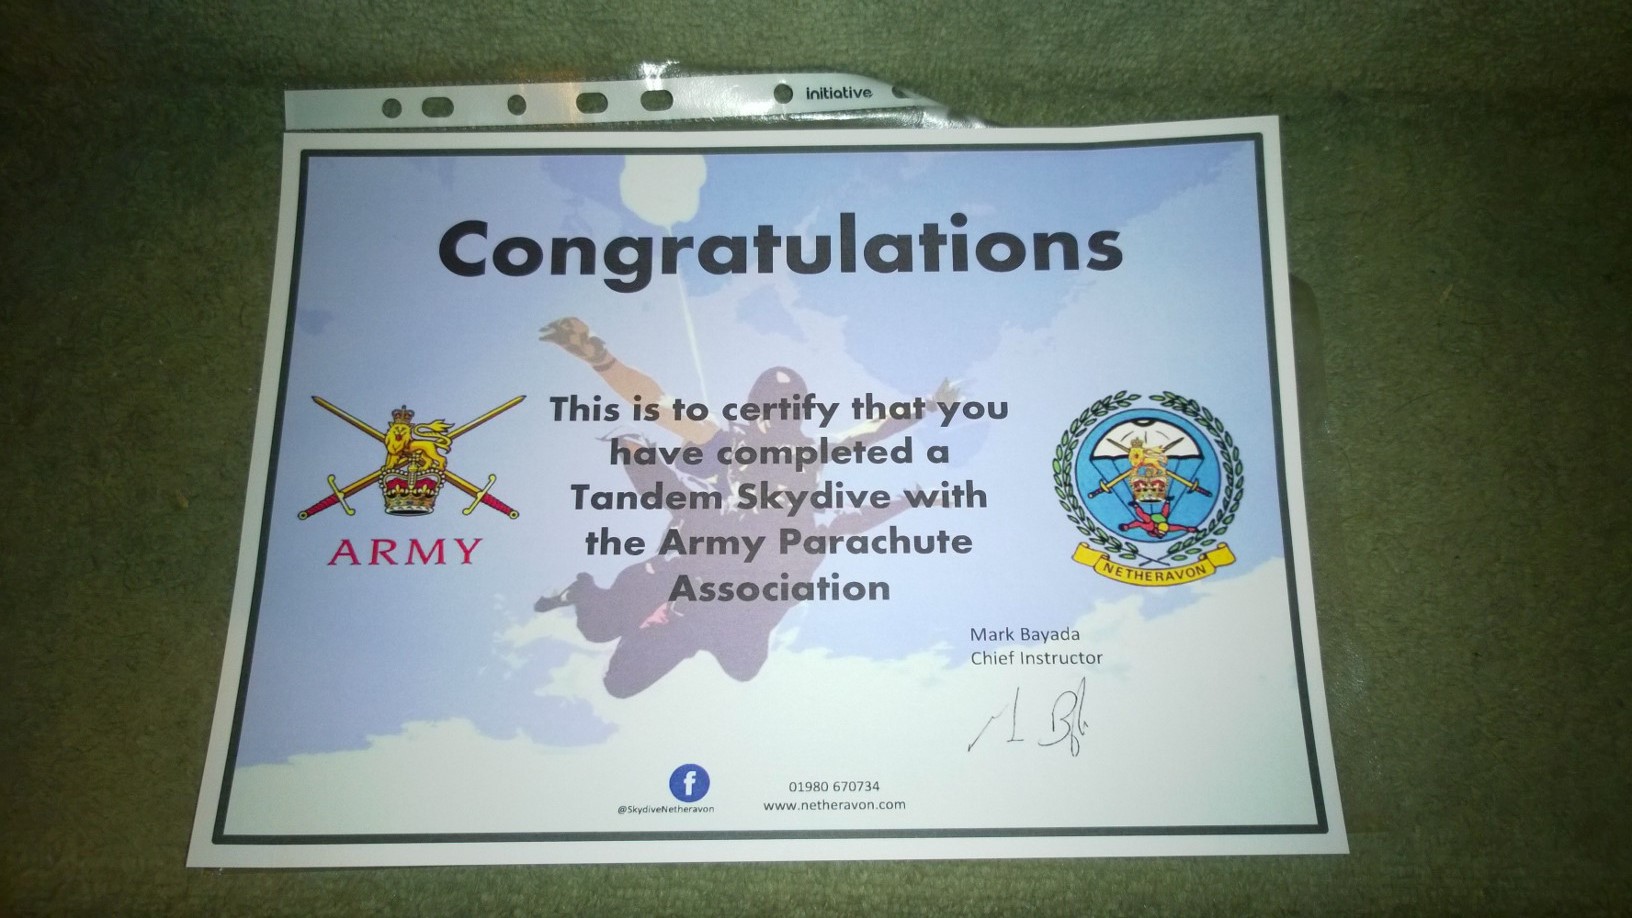 initiative
Congratulations
This is to certify that you
have completed a
Tandem Skydive with
the Army Parachute
Association
ARMY
NETHERAVON
Mark Bayada
Chief Instructor
f
@SkydiveNetheravon
01980 670734
www.netheravon.com